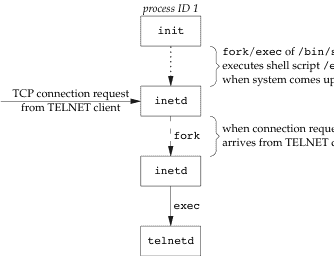 process ID 1
init
fork/exec of /bin/s
executes shell script /e
when system comes up
TCP connection request
from TELNET client
inetd
fork
when connection reque
arrives from TELNET c
inetd
exec
telnetd